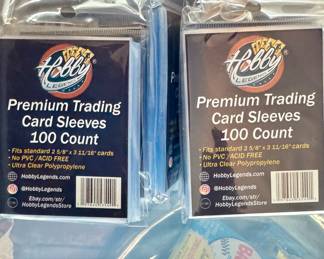 Hobby
LEGENDS
Premium Trading
Card Sleeves
100 Count
• Fits standard 2 5/8" x 3 11/16" cards
• No PVC /ACID FREE
• Ultra Clear Polypropylene
HobbyLegends.com
@HobbyLegends
Ebay.com/str/
HobbyLegendsStore
Hobby
LEGENDS
Premium Trading
Card Sleeves
100 Count
• Fits standard 2 5/8" x 3 11/16" cards
• No PVC /ACID FREE
• Ultra Clear Polypropylene
HobbyLegends.com
@HobbyLegends
Ebay.com/str/
HobbyLegendsStore